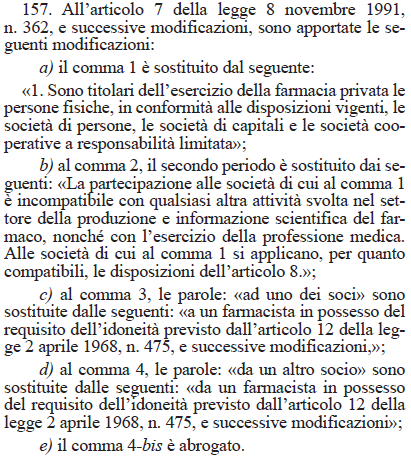 157. All’articolo 7 della legge 8 novembre 1991,
n. 362, e successive modificazioni, sono apportate le se-
guenti modificazioni:
a) il comma 1 è sostituito dal seguente:
«1. Sono titolari dell’esercizio della farmacia privata le
persone fisiche, in conformità alle disposizioni vigenti, le
società di persone, le società di capitali e le società coo-
perative a responsabilità limitata»;
b) al comma 2, il secondo periodo è sostituito dai se-
guenti: «La partecipazione alle società di cui al comma 1
è incompatibile con qualsiasi altra attività svolta nel set-
tore della produzione e informazione scientifica del far-
maco, nonché con l’esercizio della professione medica.
Alle società di cui al comma 1 si applicano, per quanto
compatibili, le disposizioni dell’articolo 8.»;
c) al comma 3, le parole: «ad uno dei soci» sono
sostituite dalle seguenti: «a un farmacista in possesso del
requisito dell’idoneità previsto dall’articolo 12 della leg-
ge 2 aprile 1968, n. 475, e successive modificazioni,»;
d) al comma 4, le parole: «da un altro socio» sono
sostituite dalle seguenti: «da un farmacista in possesso
del requisito dell’idoneità previsto dall’articolo 12 della
legge 2 aprile 1968, n. 475, e successive modificazioni»;
e) il comma 4-bis è abrogato.